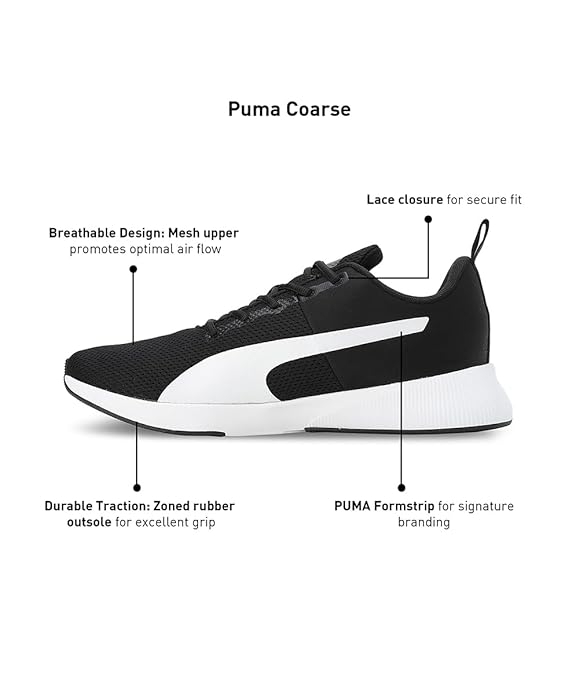 Puma Coarse
Lace closure for secure fit
Breathable Design: Mesh upper
promotes optimal air flow
Durable Traction: Zoned rubber
outsole for excellent grip
PUMA Formstrip for signature
branding